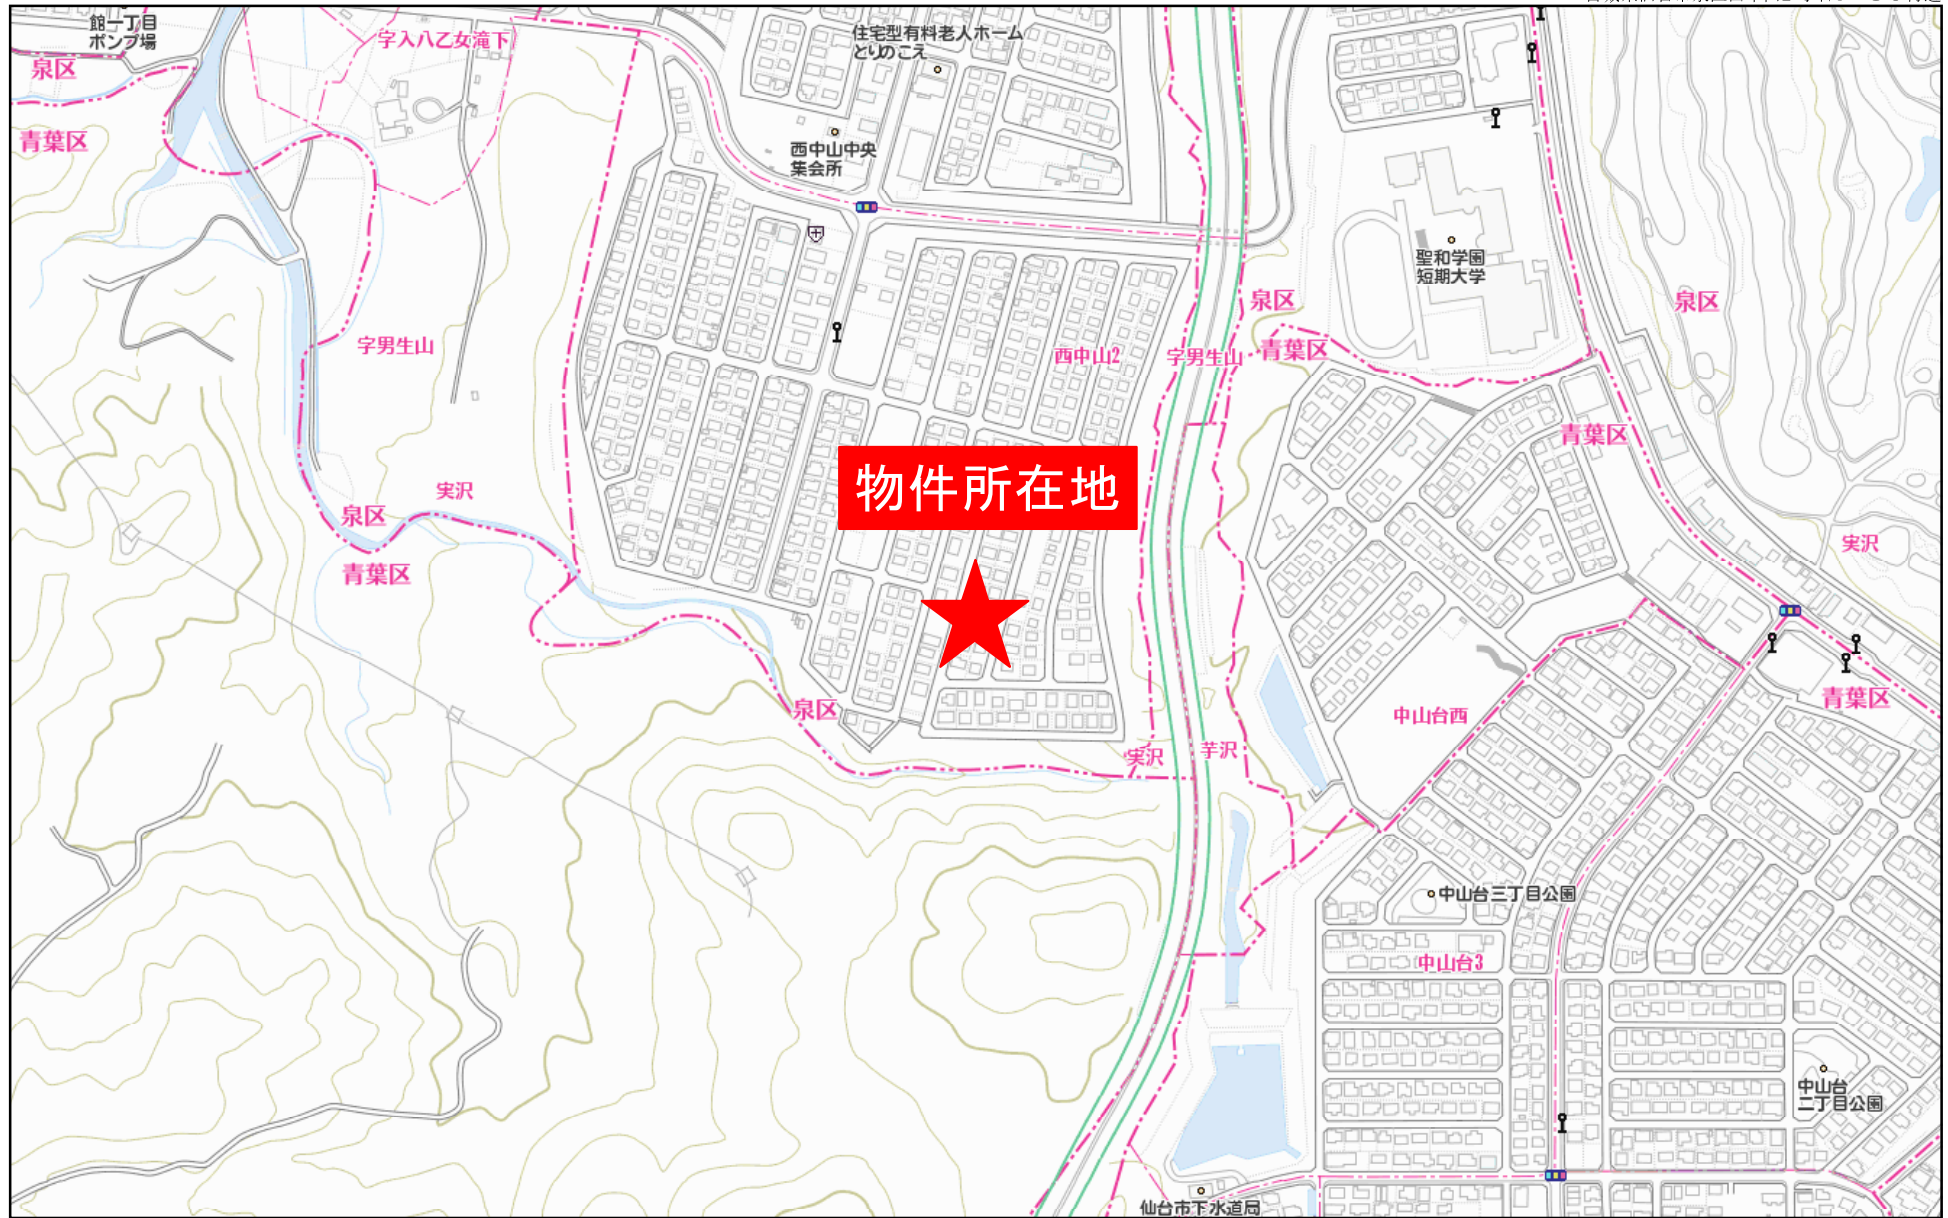 館一丁目
ポンプ場
泉区
青葉区
字入八乙女滝下
住宅型有料老人ホーム
とりのこえ
西中山中央
集会所
聖和学園
短期大学
泉区
泉区
字男生山
西中山2
字男生山
青葉区
青葉区
物件所在地
実沢
泉区
青葉区
実沢
泉区
中山台西
青葉区
実沢
芋沢
中山台三丁目公園
中山台3
中山台
二丁目公園
仙台市下水道局